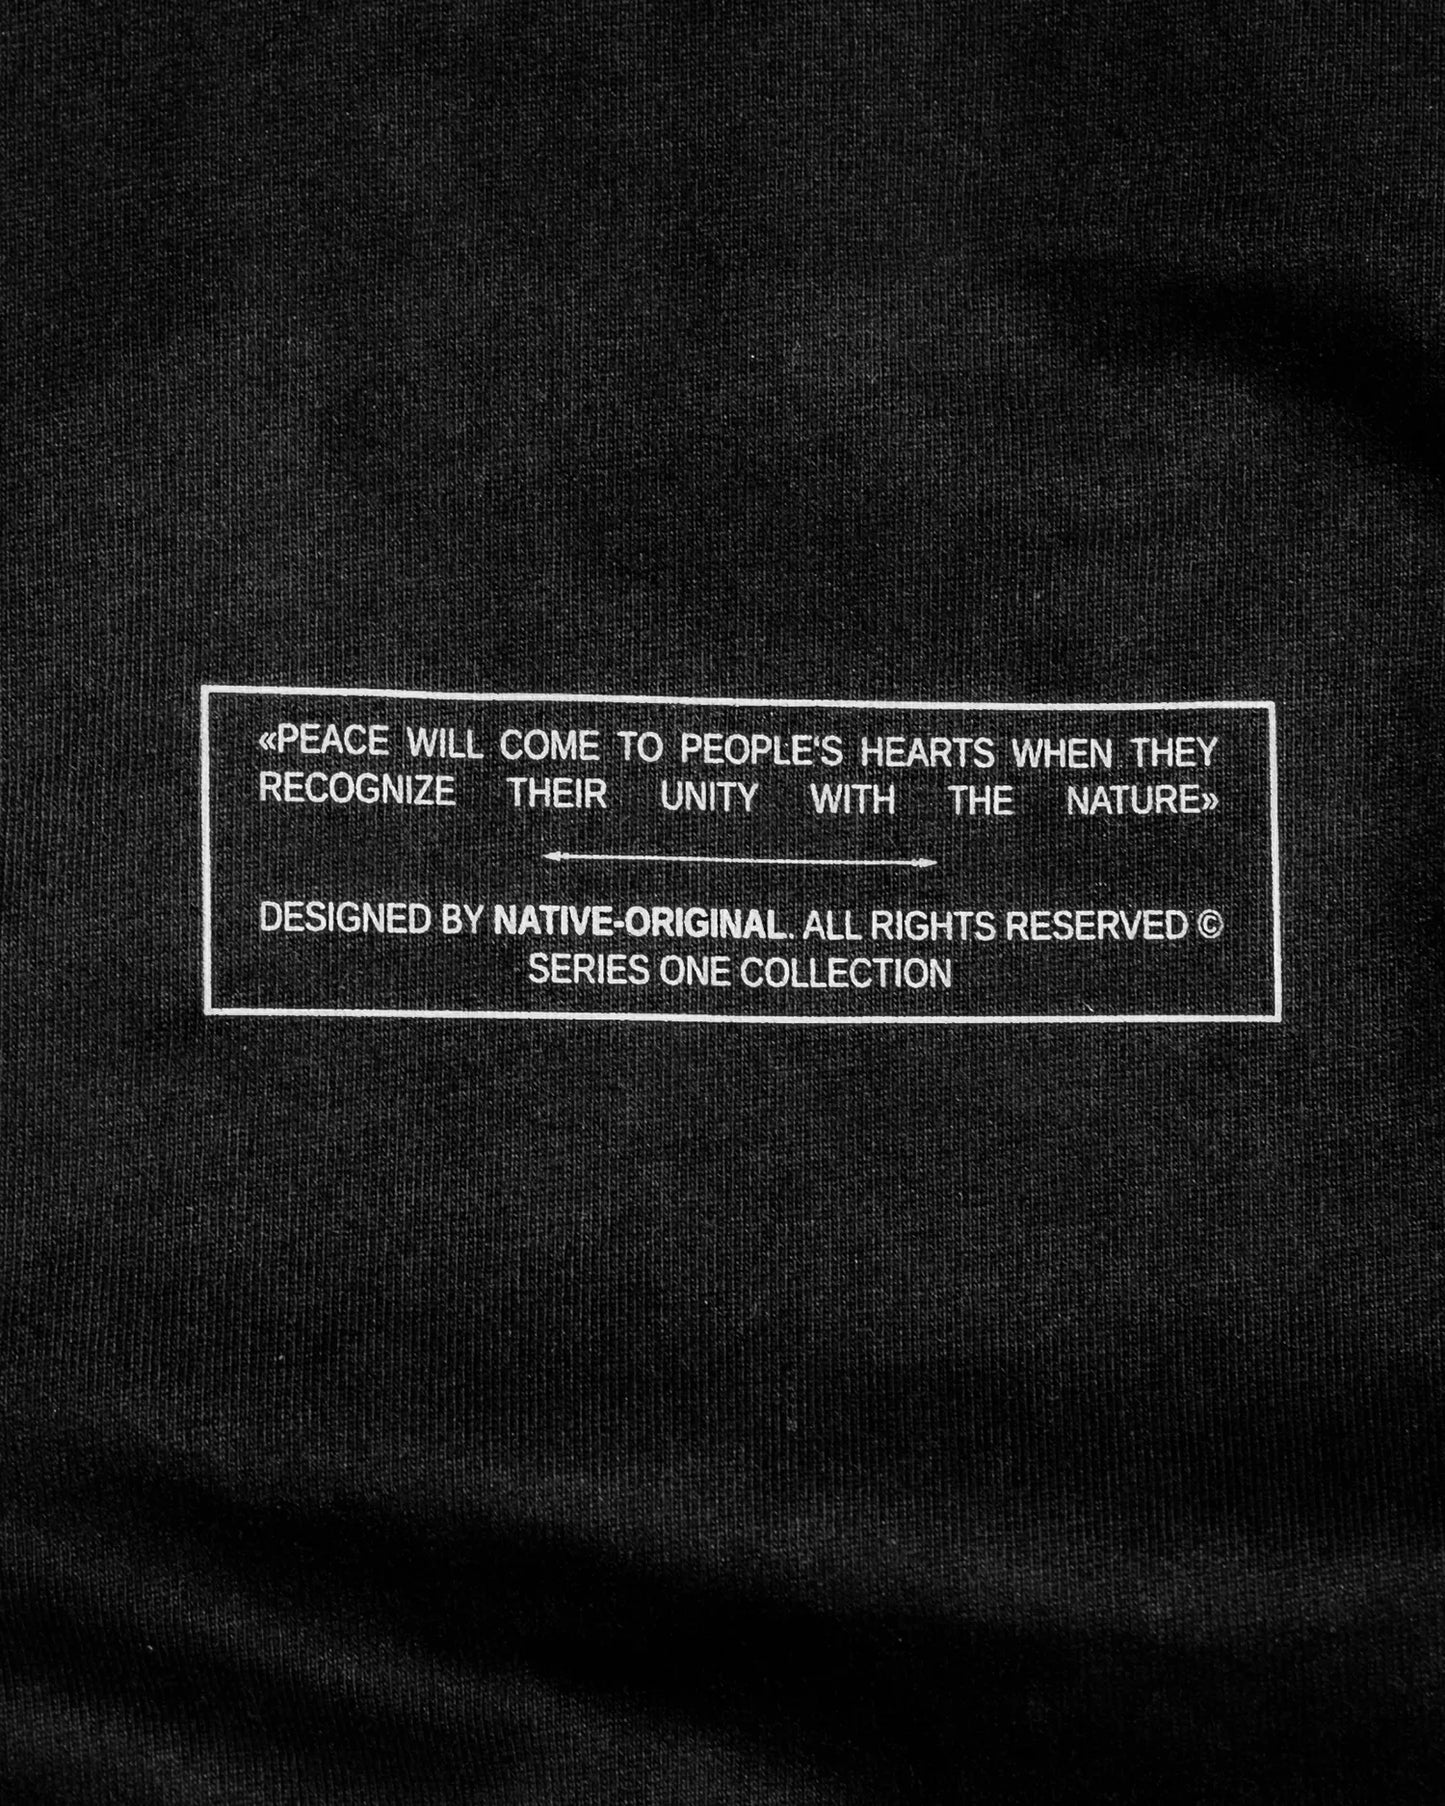 «PEACE WILL COME TO PEOPLE'S HEARTS WHEN THEY
RECOGNIZE THEIR UNITY WITH THE NATURE»
DESIGNED BY NATIVE-ORIGINAL. ALL RIGHTS RESERVED ©
SERIES ONE COLLECTION